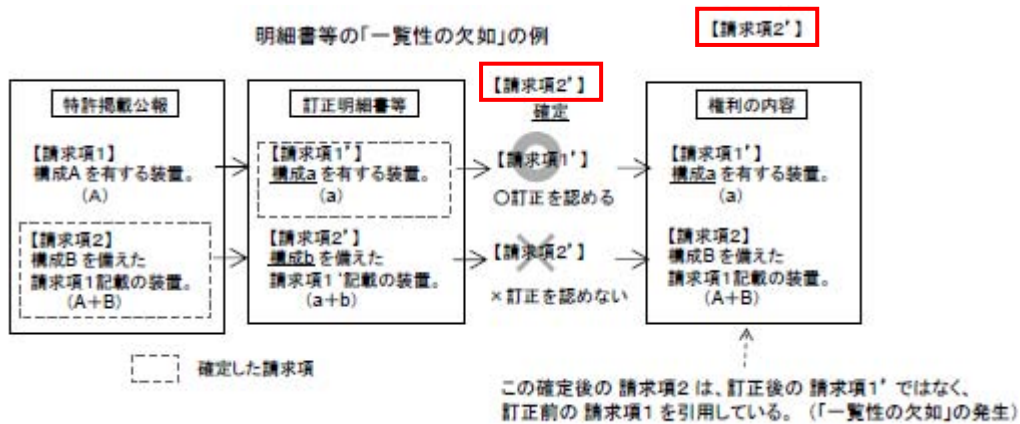 明細書等の「一覧性の欠如」の例
【請求項2’】
【請求項2’】
確定
特許掲載公報
【請求項1】
構成Aを有する装置。
(A)
【請求項2】
構成Bを備えた
請求項1記載の装置。
(A+B)
訂正明細書等
【請求項1’】
構成aを有する装置。
(a)
【請求項2’】
構成bを備えた
請求項1’記載の装置。
(a+b)
【請求項1’】
○訂正を認める
【請求項2’】
×訂正を認めない
権利の内容
【請求項1’】
構成aを有する装置。
(a)
【請求項2】
構成Bを備えた
請求項1記載の装置。
(A+B)
確定した請求項
この確定後の 請求項2 は、訂正後の 請求項1’ ではなく、
訂正前の 請求項1 を引用している。（「一覧性の欠如」の発生）